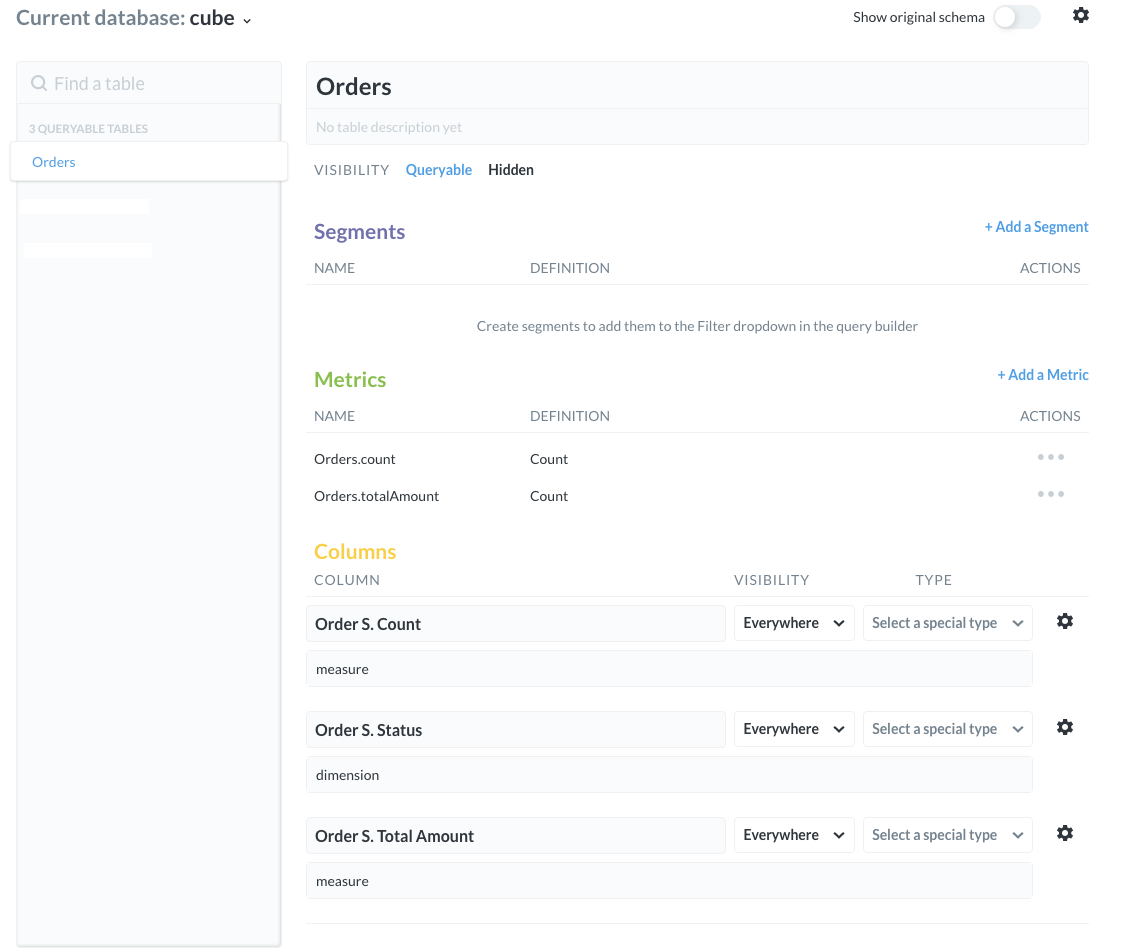 Current database: cube
Show original schema
Find a table
3 QUERYABLE TABLES
Orders
Orders
No table description yet
VISIBILITY Queryable Hidden
Segments
+ Add a Segment
NAME DEFINITION ACTIONS
Create segments to add them to the Filter dropdown in the query builder
Metrics
+ Add a Metric
NAME DEFINITION ACTIONS
Orders.count Count
Orders.totalAmount Count
Columns
COLUMN VISIBILITY TYPE
Order S. Count Everywhere Select a special type
measure
Order S. Status Everywhere Select a special type
dimension
Order S. Total Amount Everywhere Select a special type
measure